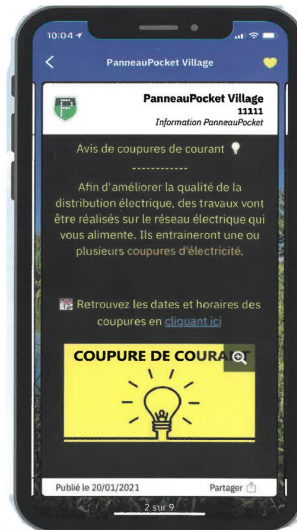 10:04
PanneauPocket Village
PanneauPocket Village
11111
Information PanneauPocket
Avis de coupures de courant
------------
Afin d'améliorer la qualité de la
distribution électrique, des travaux vont
être réalisés sur le réseau électrique qui
vous alimente. Ils entraineront une ou
plusieurs coupures d'électricité.
Retrouvez les dates et horaires des
coupures en cliquant ici
COUPURE DE COURANT
Publié le 20/01/2021
Partager
2 sur 9